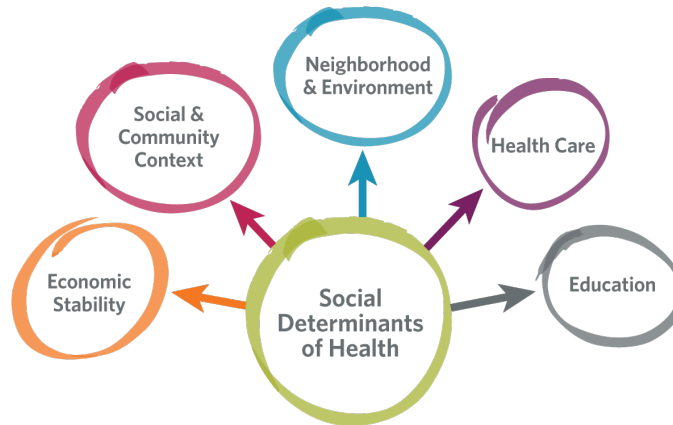 Neighborhood
& Environment
Social &
Community
Context
Health Care
Economic
Stability
Education
Social
Determinants
of Health